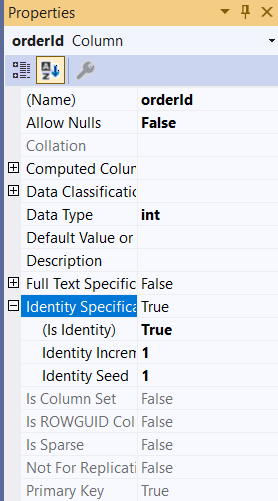 Properties
orderId Column
(Name) orderId
Allow Nulls False
Collation
Computed Colun
Data Classificatio
Data Type int
Default Value or
Description
Full Text Specific False
Identity Specifica True
(Is Identity) True
Identity Increm 1
Identity Seed 1
Is Column Set False
Is ROWGUID Col False
Is Sparse False
Not For Replicati False
Primary Key True